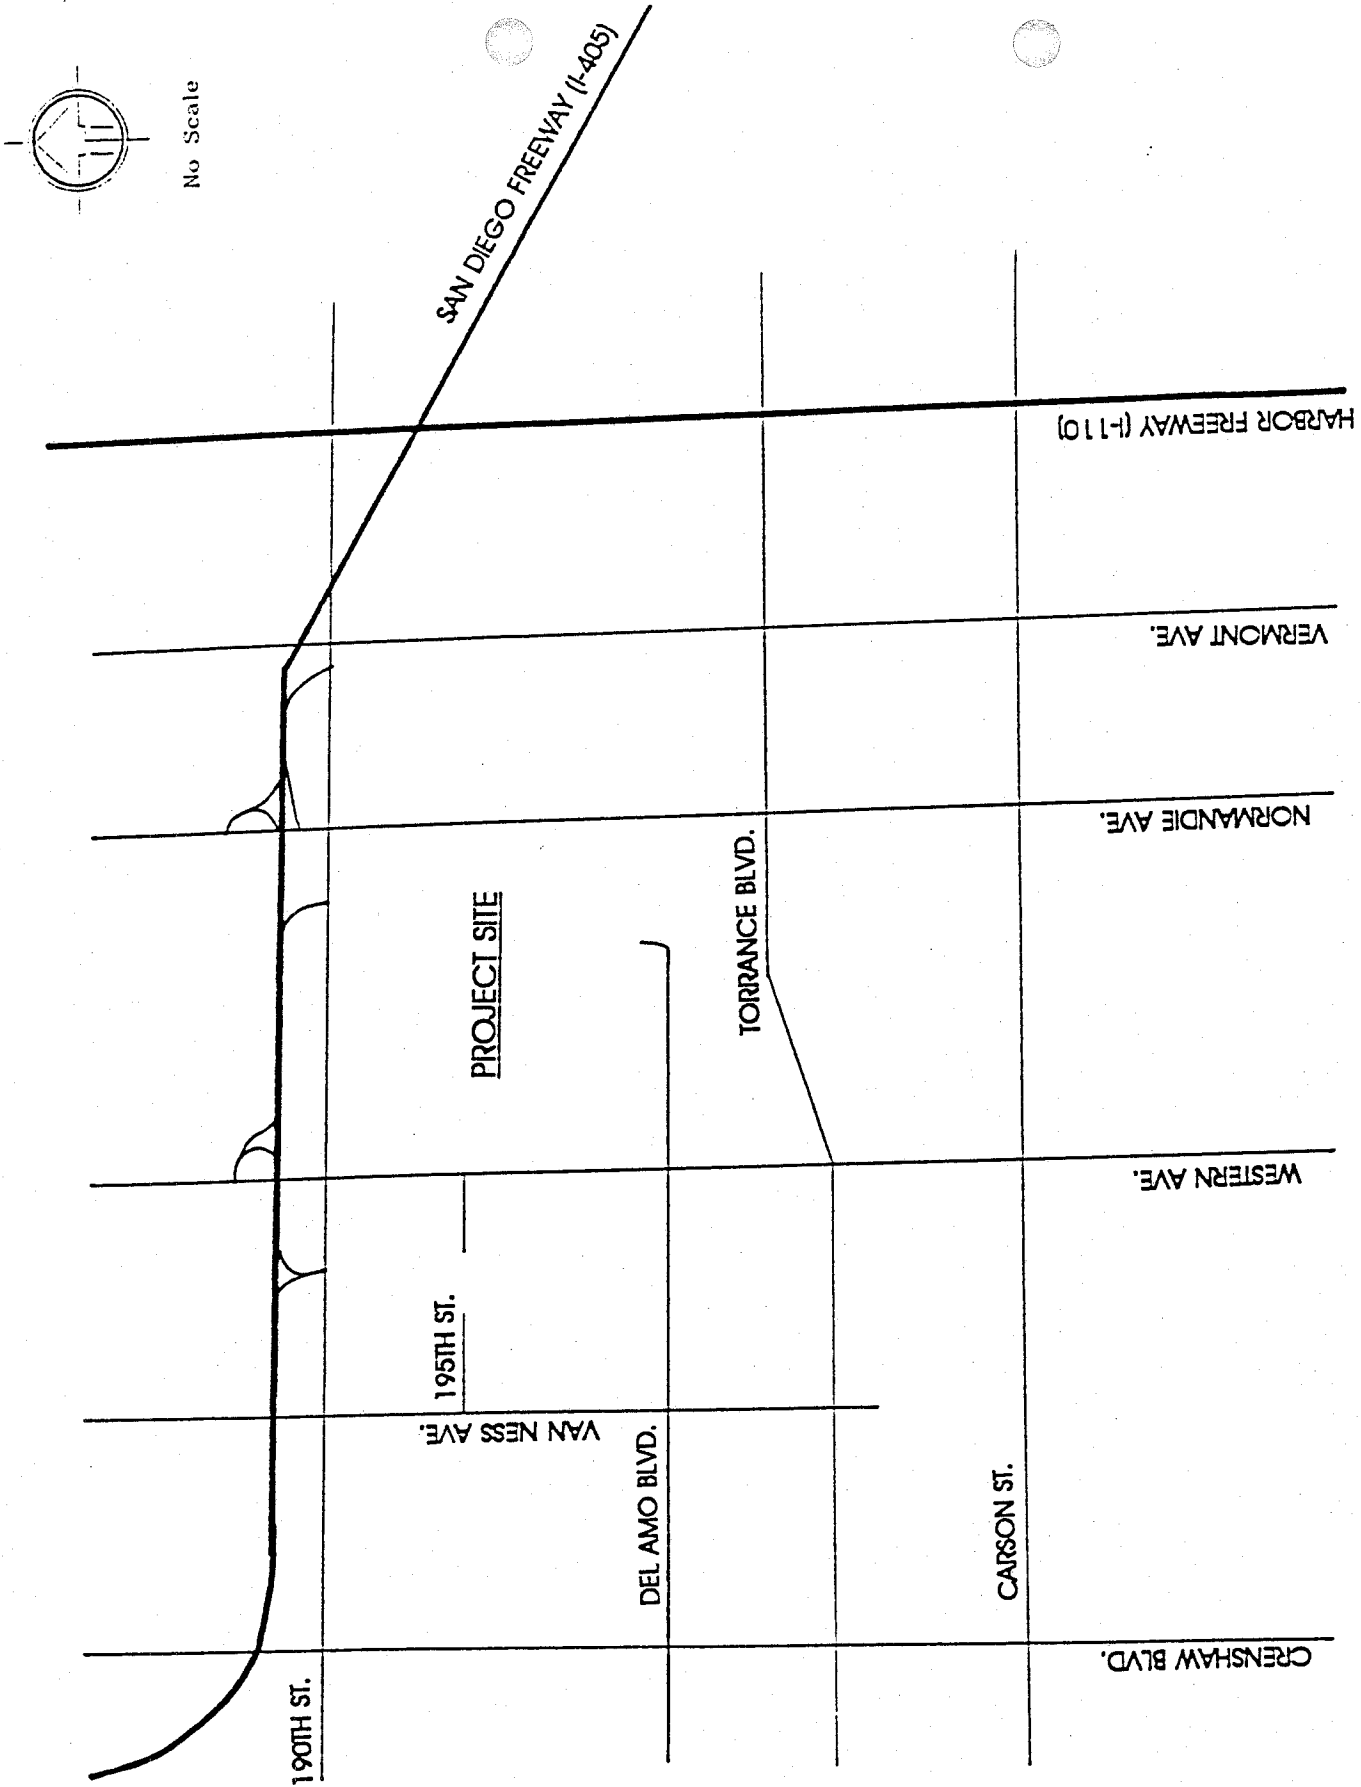 No Scale
SAN DIEGO FREEWAY (I-405)
HARBOR FREEWAY (I-110)
VERMONT AVE.
NORMANDIE AVE.
PROJECT SITE
TORRANCE BLVD.
WESTERN AVE.
195TH ST.
VAN NESS AVE.
DEL AMO BLVD.
CARSON ST.
190TH ST.
CRENSHAW BLVD.